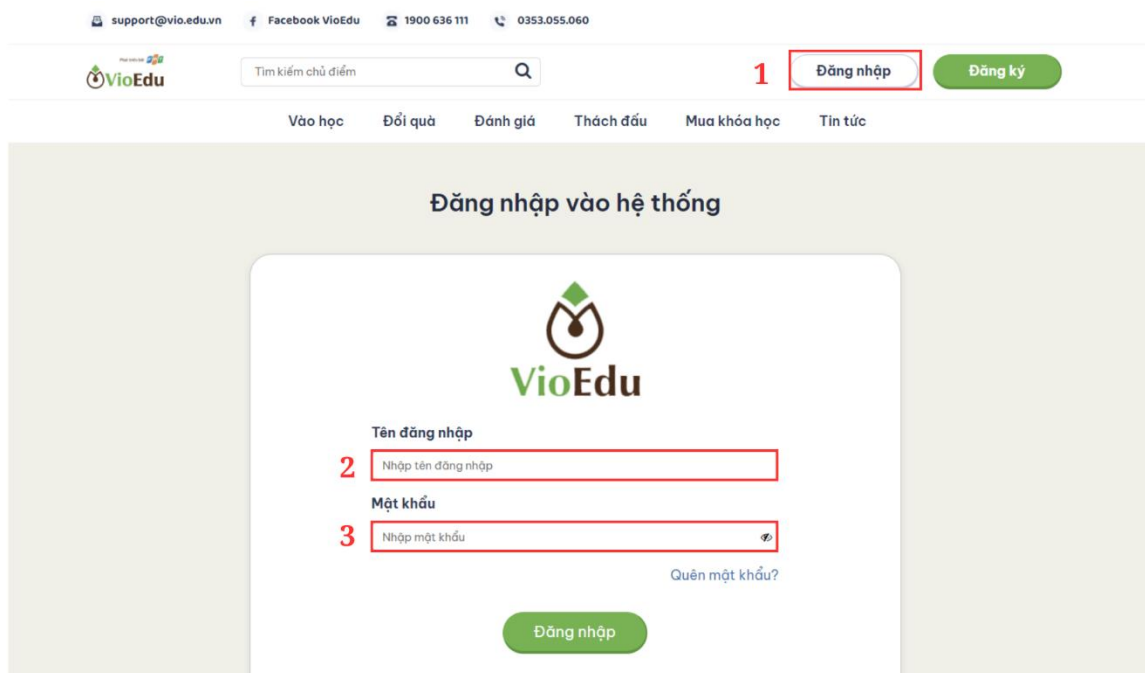 support@vio.edu.vn Facebook VioEdu 1900 636 111 0353.055.060
VioEdu Tìm kiếm chủ điểm 1 Đăng nhập Đăng ký
Vào học Đổi quà Đánh giá Thách đấu Mua khóa học Tin tức
Đăng nhập vào hệ thống
VioEdu
Tên đăng nhập
2 Nhập tên đăng nhập
Mật khẩu
3 Nhập mật khẩu
Quên mật khẩu?
Đăng nhập